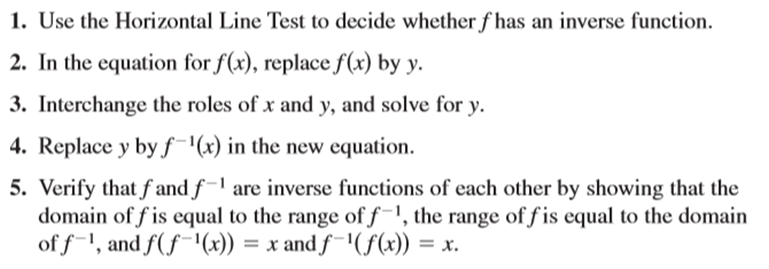 1. Use the Horizontal Line Test to decide whether f has an inverse function.
2. In the equation for f(x), replace f(x) by y.
3. Interchange the roles of x and y, and solve for y.
4. Replace y by f⁻¹(x) in the new equation.
5. Verify that f and f⁻¹ are inverse functions of each other by showing that the
domain of f is equal to the range of f⁻¹, the range of f is equal to the domain
of f⁻¹, and f(f⁻¹(x)) = x and f⁻¹(f(x)) = x.